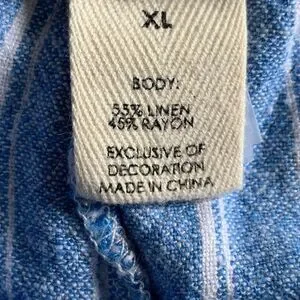 XL
BODY:
55% LINEN
45% RAYON
EXCLUSIVE OF
DECORATION
MADE IN CHINA